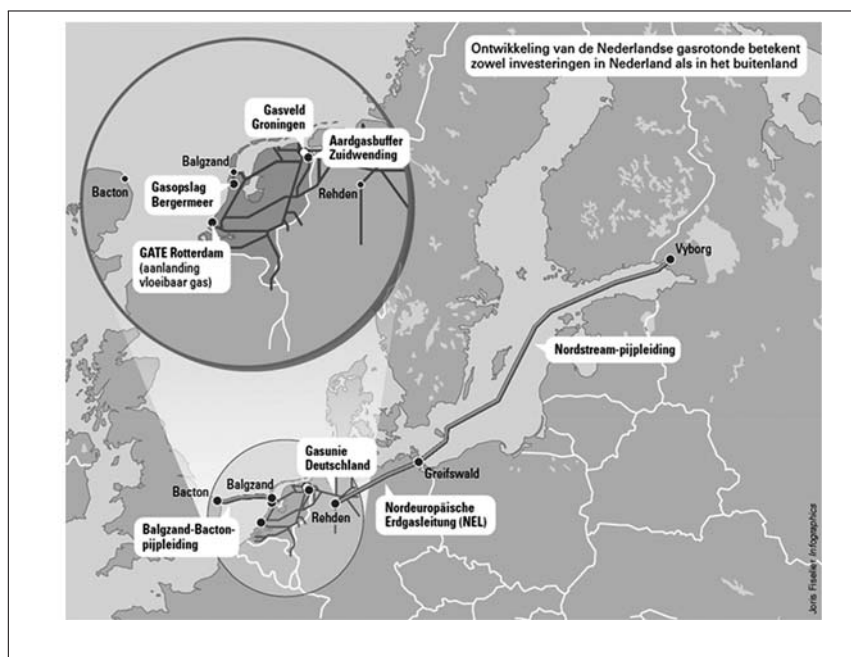 Ontwikkeling van de Nederlandse gasrotonde betekent
zowel investeringen in Nederland als in het buitenland
Gasveld
Groningen
Aardgasbuffer
Zuidwending
Balgzand
Bacton
Gasopslag
Bergermeer
Rehden
GATE Rotterdam
(aanlanding
vloeibaar gas)
Vyborg
Nordstream-pijpleiding
Gasunie
Deutschland
Greifswald
Balgzand
Bacton
Rehden
Nordeuropäische
Erdgasleitung (NEL)
Balgzand-Bacton-
pijpleiding
Joris Fiselier Infographics